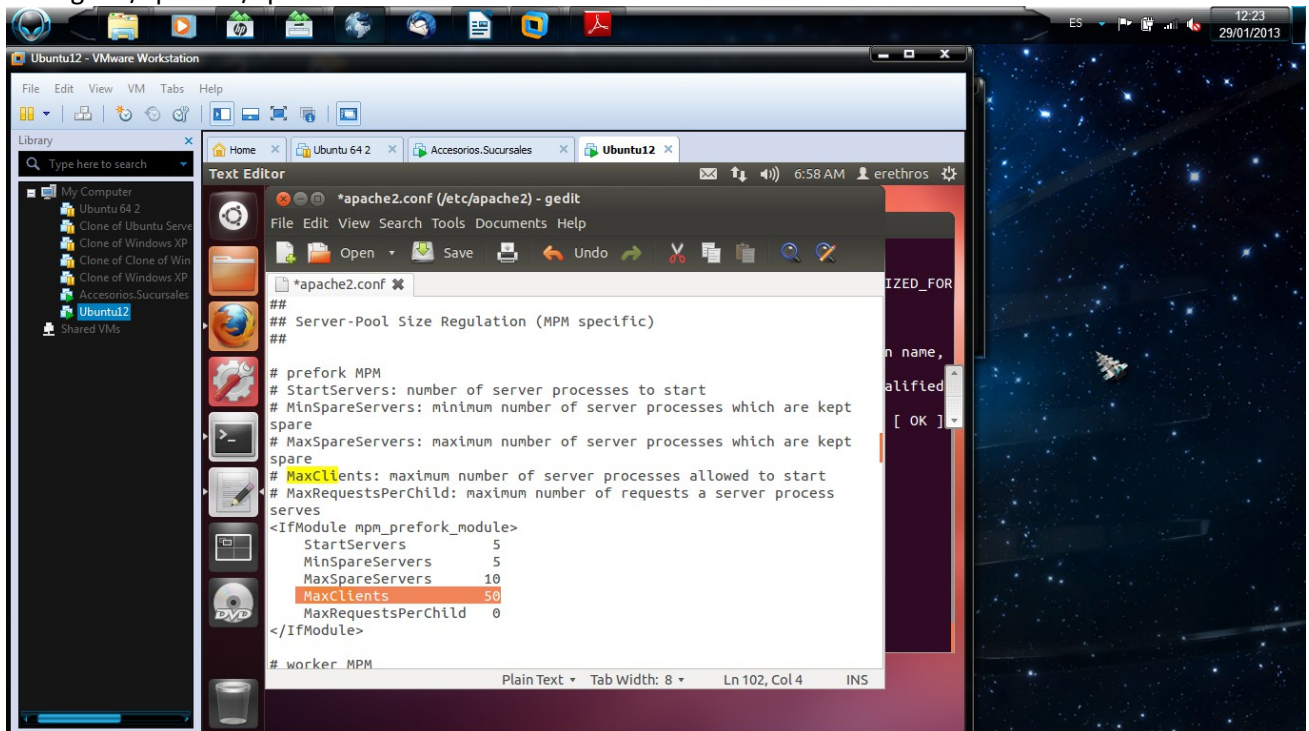 ES
12:23
29/01/2013
Ubuntu12 - VMware Workstation
File Edit View VM Tabs Help
Library
Type here to search
My Computer
Ubuntu 64 2
Clone of Ubuntu Serve
Clone of Windows XP
Clone of Clone of Win
Clone of Windows XP
Accesorios.Sucursales
Ubuntu12
Shared VMs
Home
Ubuntu 64 2
Accesorios.Sucursales
Ubuntu12
Text Editor
6:58 AM
erethros
*apache2.conf (/etc/apache2) - gedit
File Edit View Search Tools Documents Help
Open Save Undo
*apache2.conf
##
## Server-Pool Size Regulation (MPM specific)
##
# prefork MPM
# StartServers: number of server processes to start
# MinSpareServers: minimum number of server processes which are kept
spare
# MaxSpareServers: maximum number of server processes which are kept
spare
# MaxClients: maximum number of server processes allowed to start
# MaxRequestsPerChild: maximum number of requests a server process
serves
<IfModule mpm_prefork_module>
StartServers 5
MinSpareServers 5
MaxSpareServers 10
MaxClients 50
MaxRequestsPerChild 0
</IfModule>
# worker MPM
Plain Text Tab Width: 8 Ln 102, Col 4 INS
IZED_FOR
n name,
alified
[ OK ]
DVD